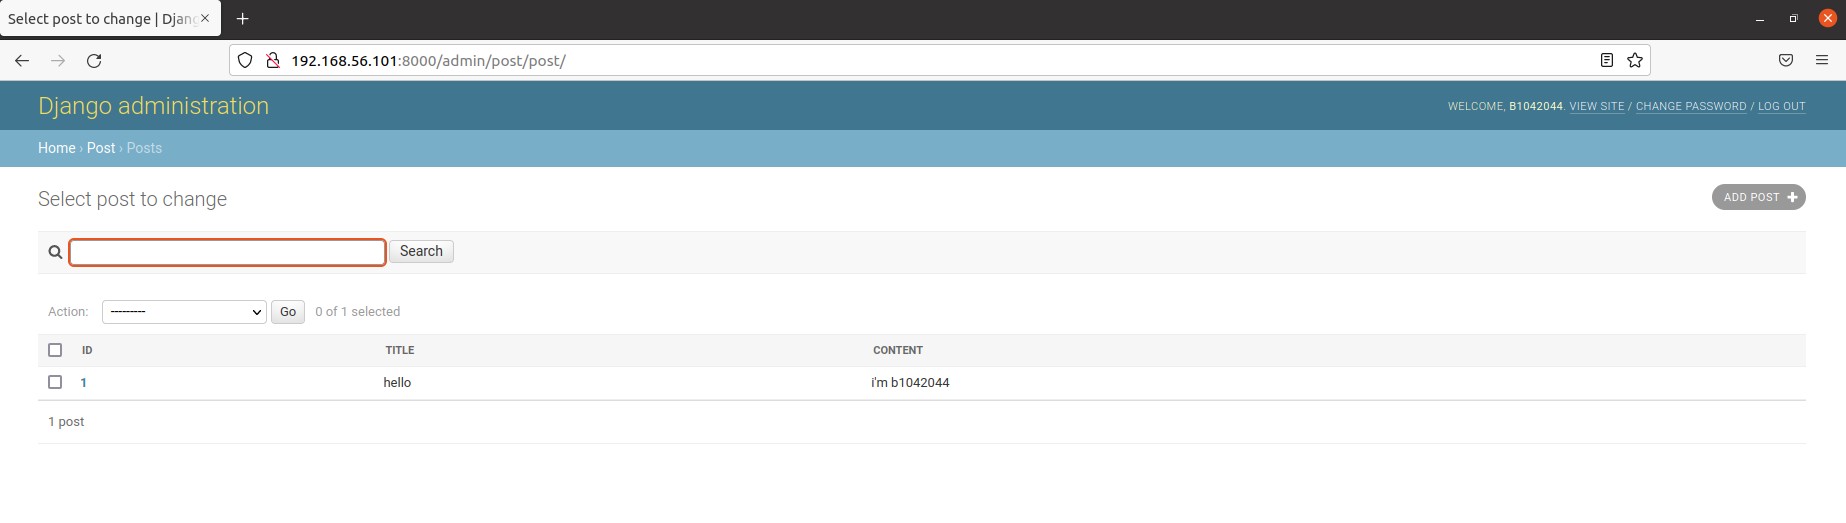 Select post to change | Djang
192.168.56.101:8000/admin/post/post/
Django administration
WELCOME, B1042044. VIEW SITE / CHANGE PASSWORD / LOG OUT
Home › Post › Posts
Select post to change
ADD POST
Search
Action: --------- Go 0 of 1 selected
ID TITLE CONTENT
1 hello i'm b1042044
1 post